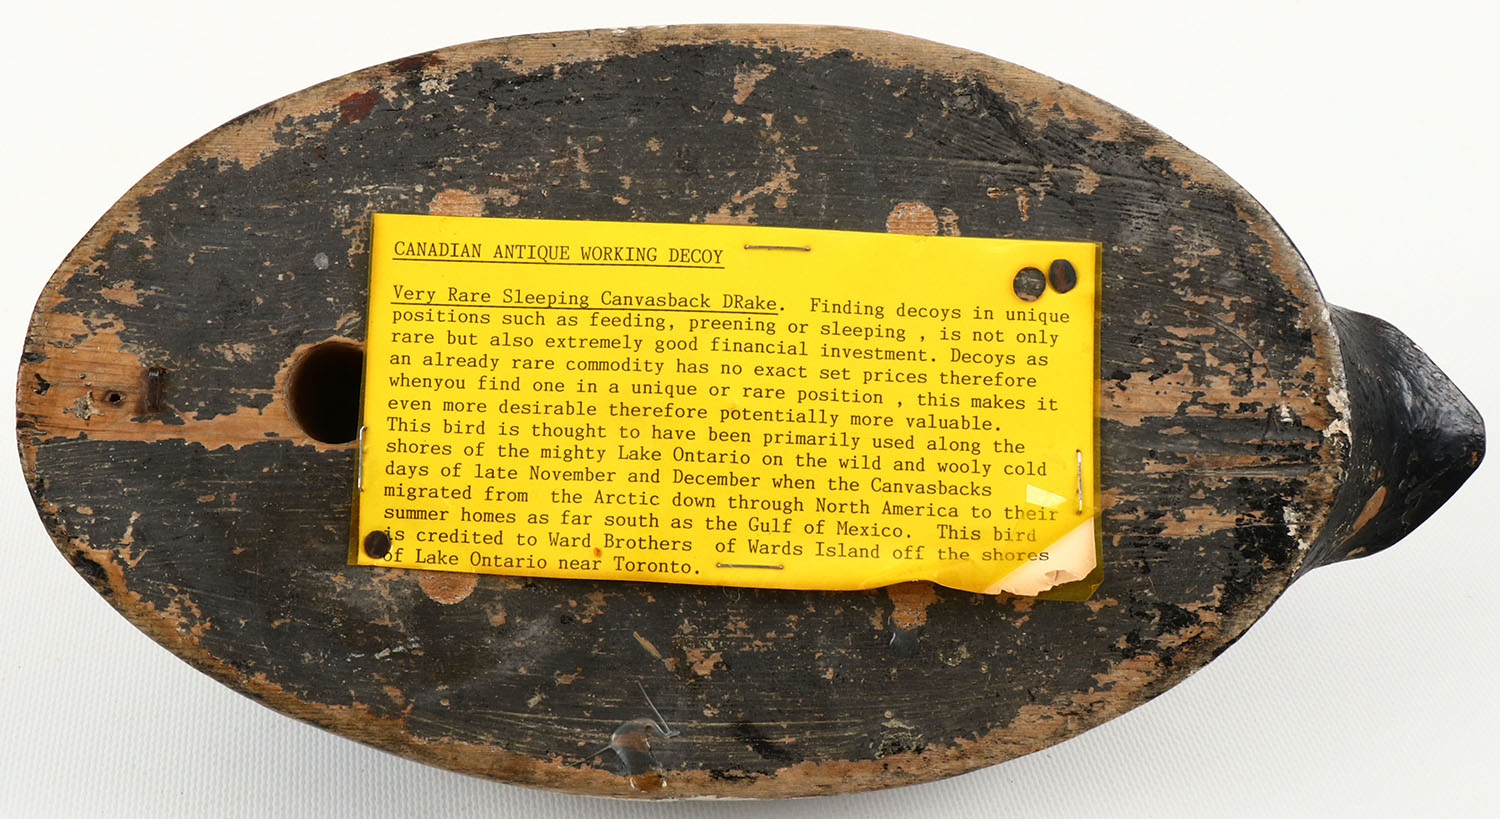 CANADIAN ANTIQUE WORKING DECOY
Very Rare Sleeping Canvasback DRake.  Finding decoys in unique
positions such as feeding, preening or sleeping , is not only
rare but also extremely good financial investment. Decoys as
an already rare commodity has no exact set prices therefore
whenyou find one in a unique or rare position , this makes it
even more desirable therefore potentially more valuable.
This bird is thought to have been primarily used along the
shores of the mighty Lake Ontario on the wild and wooly cold
days of late November and December when the Canvasbacks
migrated from  the Arctic down through North America to their
summer homes as far south as the Gulf of Mexico.  This bird
is credited to Ward Brothers  of Wards Island off the shores
of Lake Ontario near Toronto.